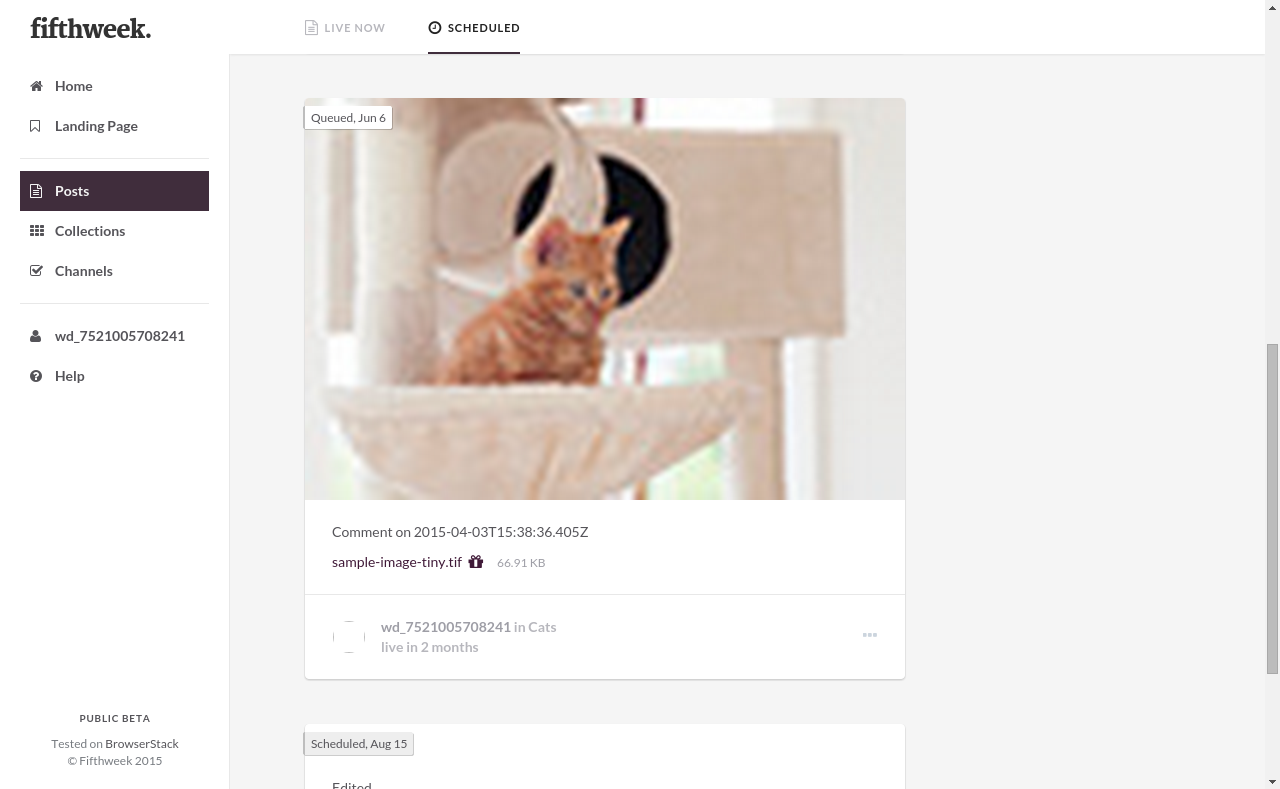 fifthweek.
LIVE NOW
SCHEDULED
Home
Landing Page
Posts
Collections
Channels
wd_7521005708241
Help
PUBLIC BETA
Tested on BrowserStack
© Fifthweek 2015
Queued, Jun 6
Comment on 2015-04-03T15:38:36.405Z
sample-image-tiny.tif 66.91 KB
wd_7521005708241 in Cats
live in 2 months
Scheduled, Aug 15
Edited